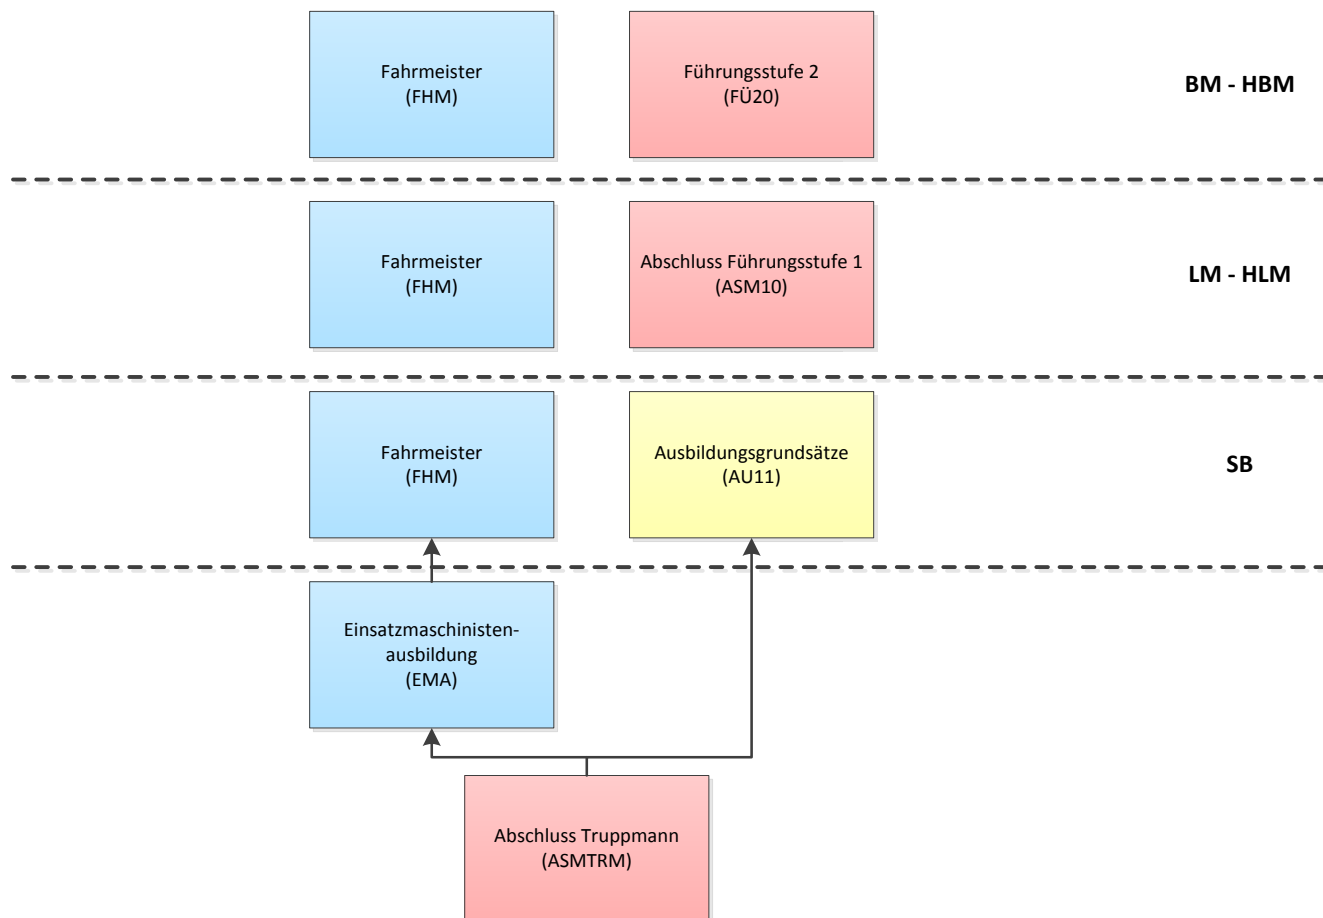 Fahrmeister
(FHM)
Führungsstufe 2
(FÜ20)
BM - HBM
Fahrmeister
(FHM)
Abschluss Führungsstufe 1
(ASM10)
LM - HLM
Fahrmeister
(FHM)
Ausbildungsgrundsätze
(AU11)
SB
Einsatzmaschinisten-
ausbildung
(EMA)
Abschluss Truppmann
(ASMTRM)